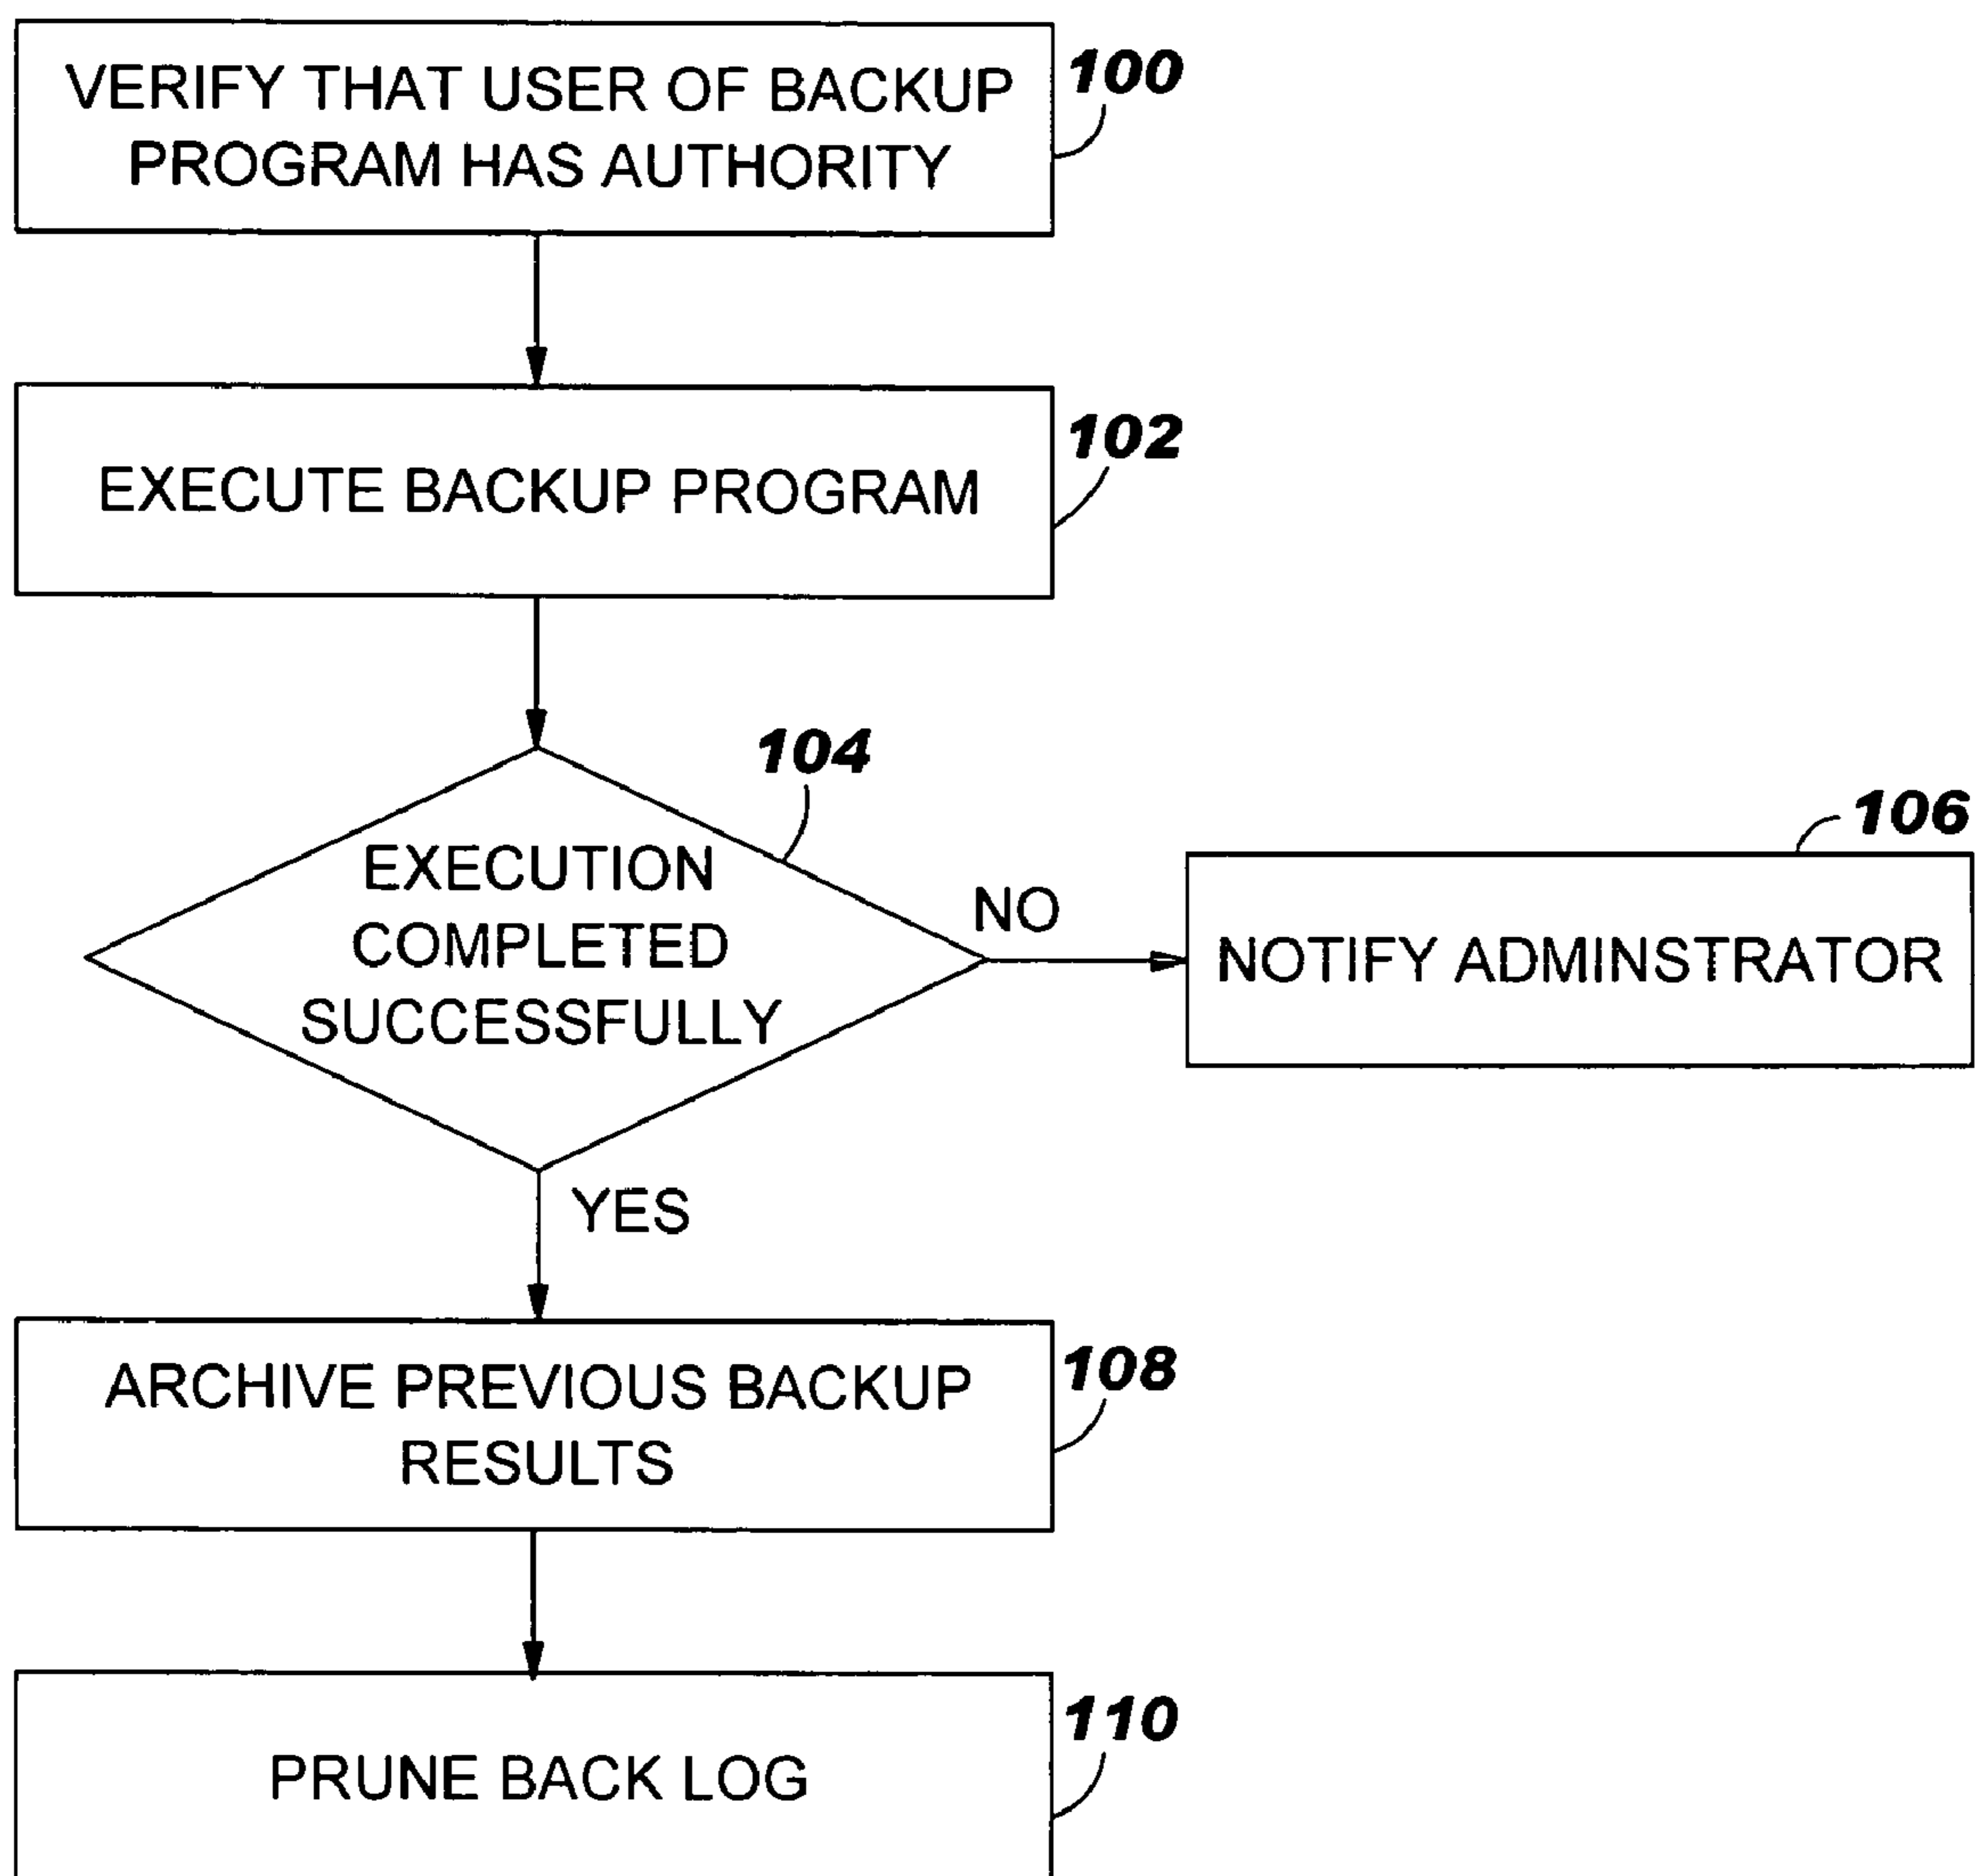 VERIFY THAT USER OF BACKUP
PROGRAM HAS AUTHORITY
100
EXECUTE BACKUP PROGRAM
102
104
EXECUTION
COMPLETED
SUCCESSFULLY
NO
106
NOTIFY ADMINSTRATOR
YES
ARCHIVE PREVIOUS BACKUP
RESULTS
108
PRUNE BACK LOG
110